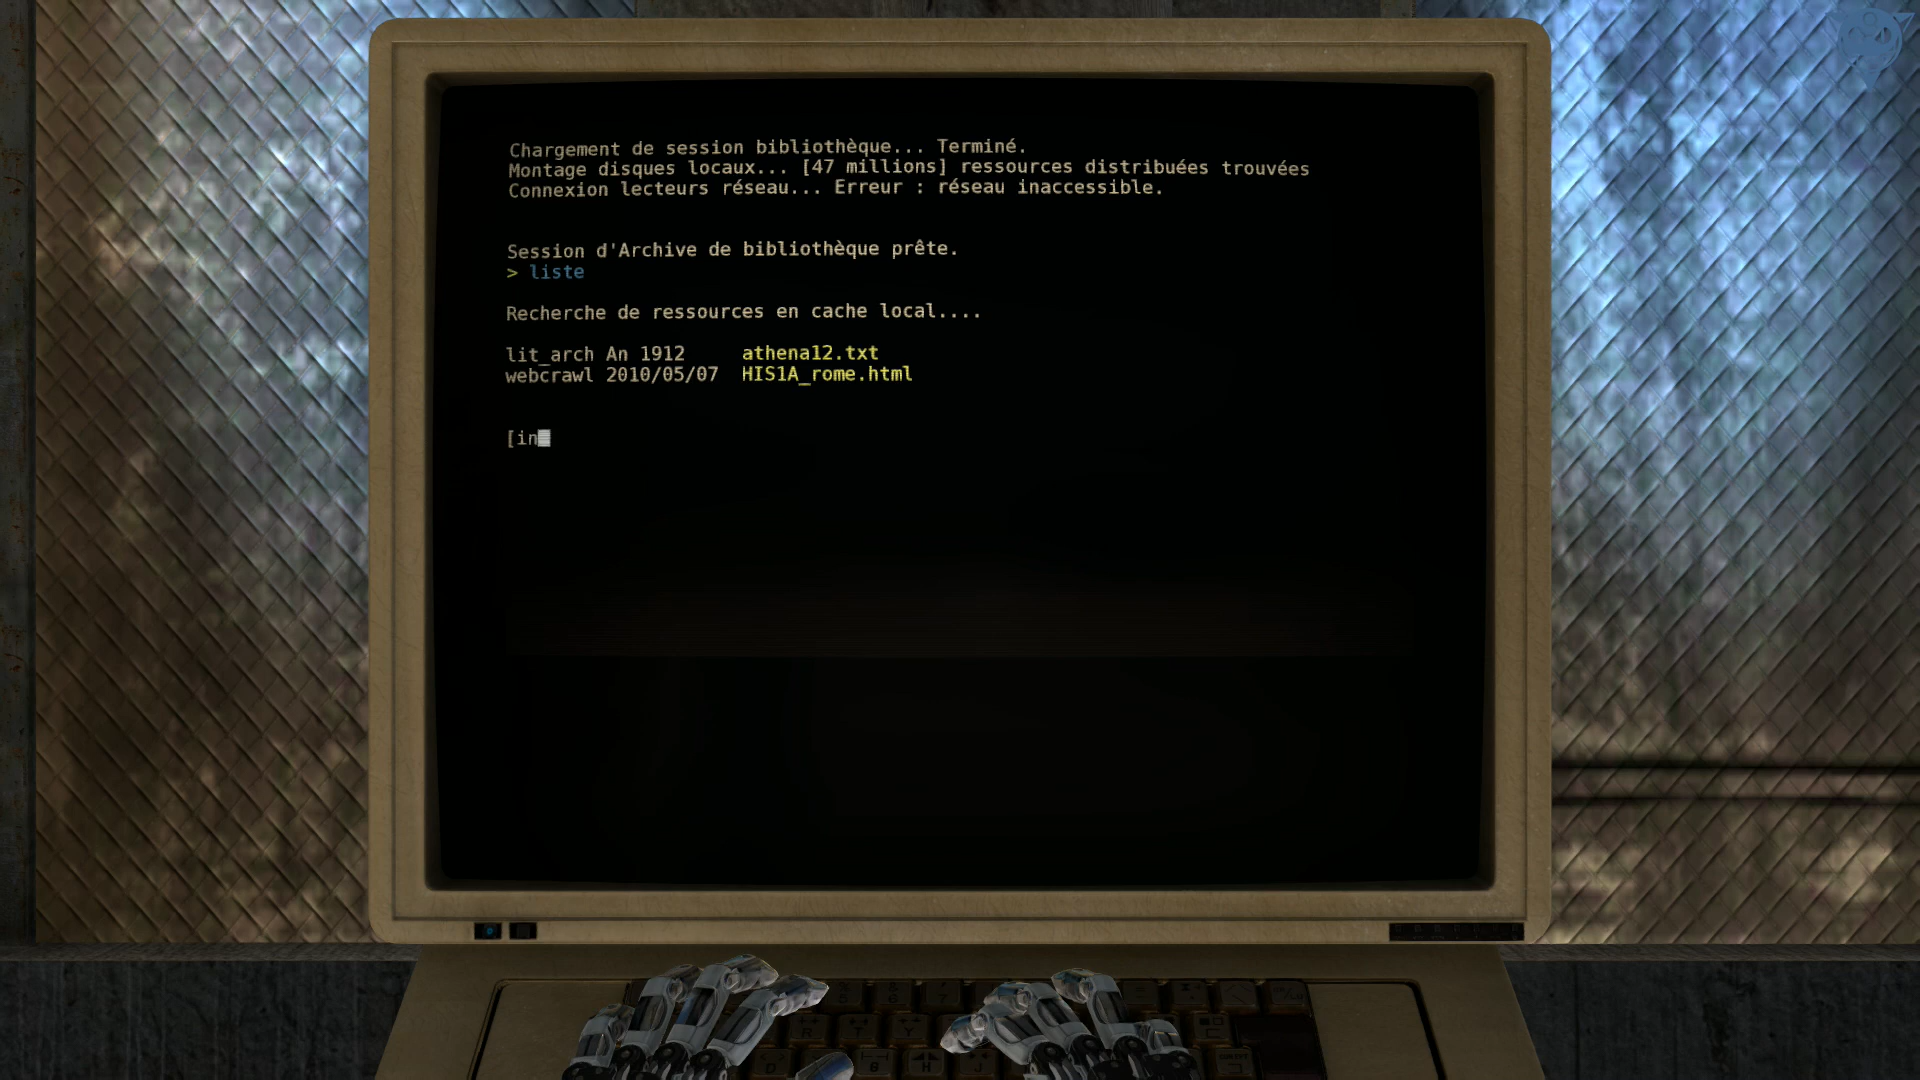 Chargement de session bibliothèque... Terminé.
Montage disques locaux... [47 millions] ressources distribuées trouvées
Connexion lecteurs réseau... Erreur : réseau inaccessible.
Session d'Archive de bibliothèque prête.
> liste
Recherche de ressources en cache local....
lit_arch An 1912 athena12.txt
webcrawl 2010/05/07 HIS1A_rome.html
[in